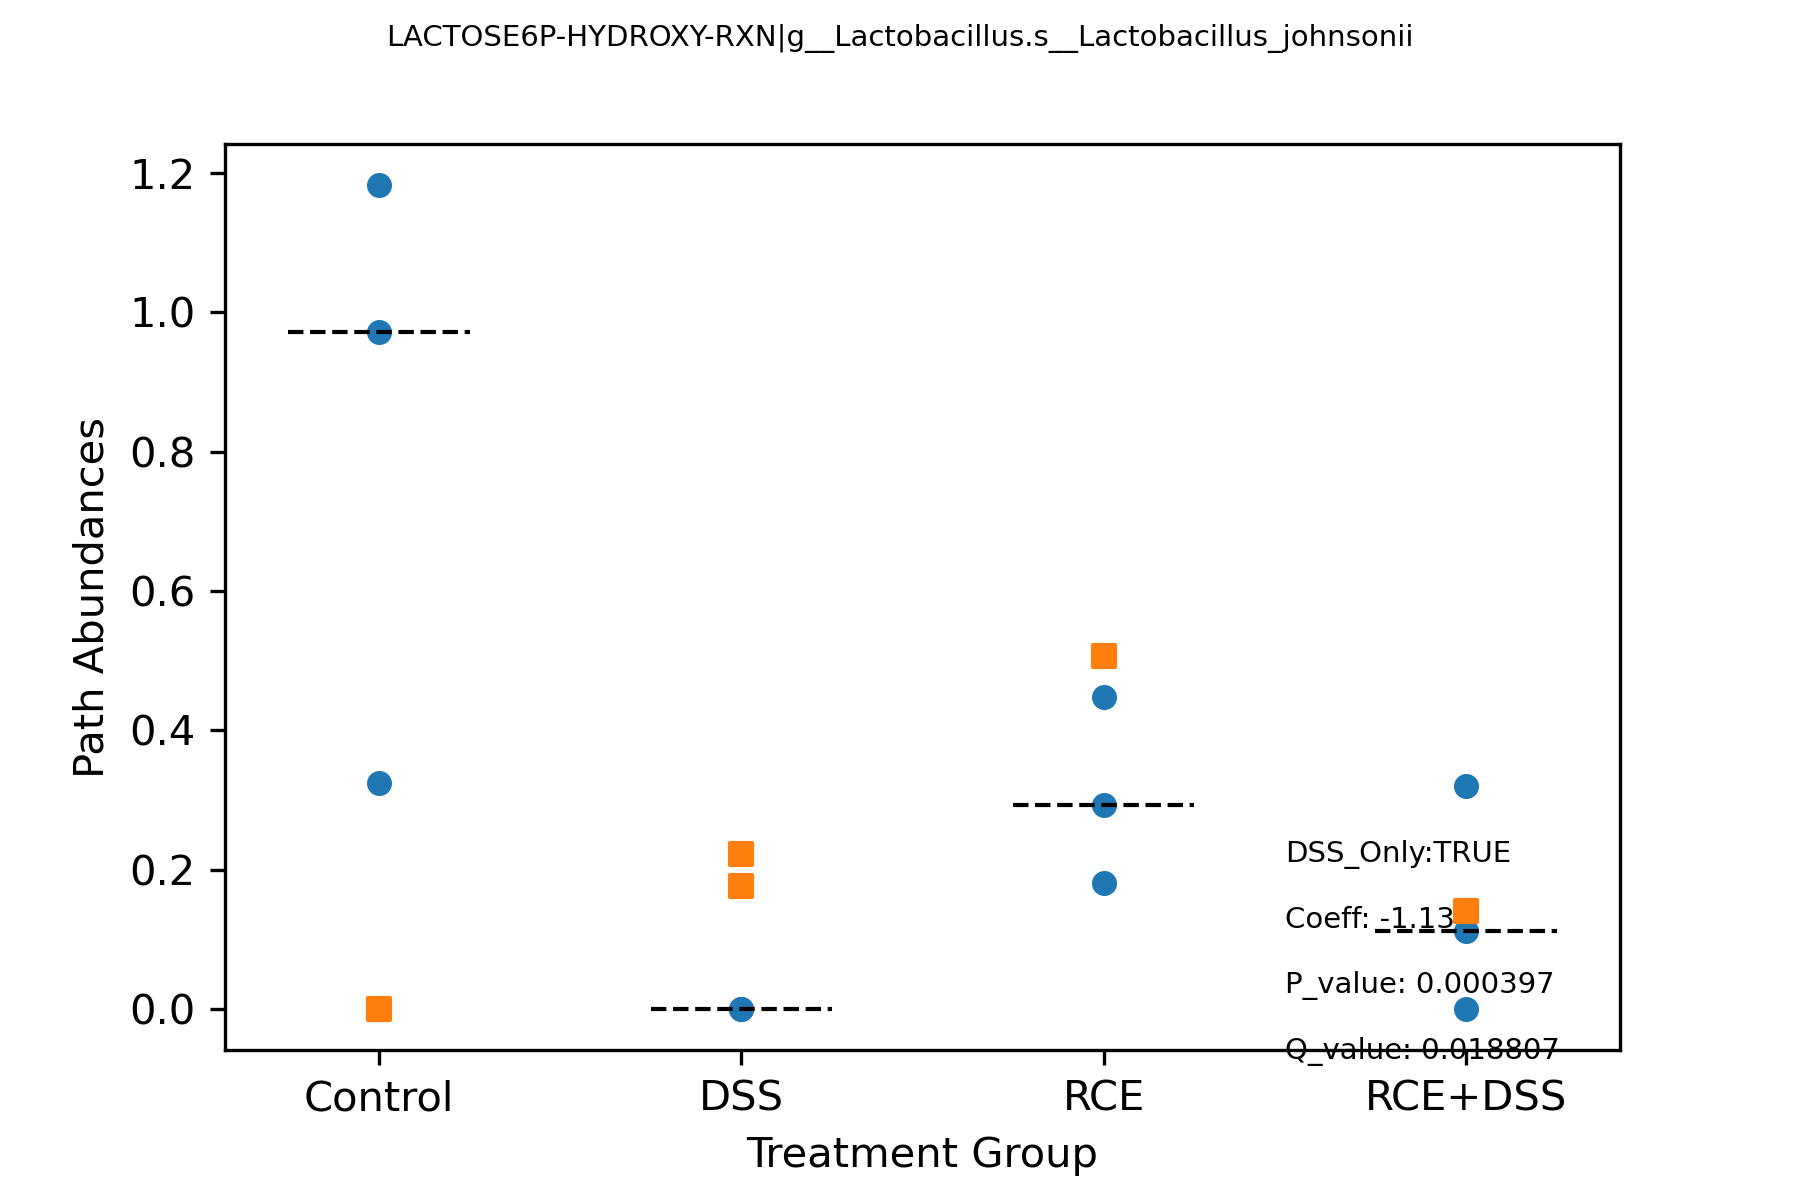 LACTOSE6P-HYDROXY-RXN|g__Lactobacillus.s__Lactobacillus_johnsonii
1.2
1.0
0.8
0.6
0.4
0.2
0.0
Path Abundances
DSS_Only:TRUE
Coeff: -1.13
P_value: 0.000397
Q_value: 0.018807
Control
DSS
RCE
RCE+DSS
Treatment Group